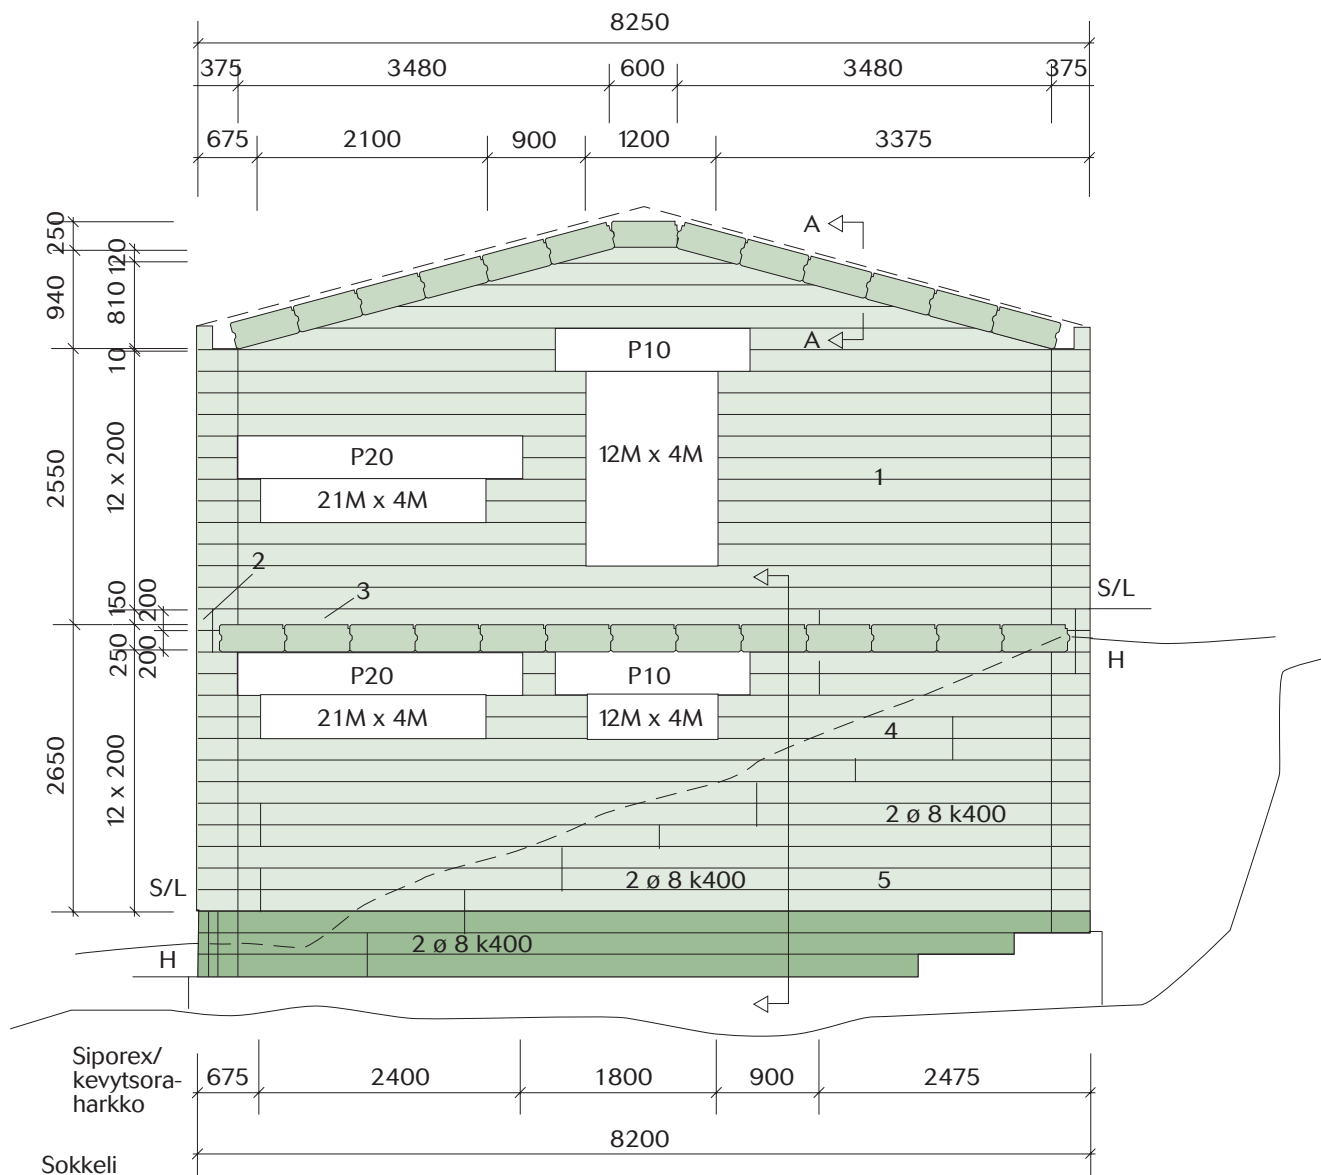 8250
375 3480 600 3480 375
675 2100 900 1200 3375
250
120
940
810
10
2550
12 x 200
150
200
250
200
2650
12 x 200
A
A
P10
12M x 4M
P20
21M x 4M
1
2
3
S/L
H
P20
P10
21M x 4M
12M x 4M
4
2 ø 8 k400
2 ø 8 k400
5
S/L
2 ø 8 k400
H
Siporex/
kevytsora-
harkko
675 2400 1800 900 2475
8200
Sokkeli